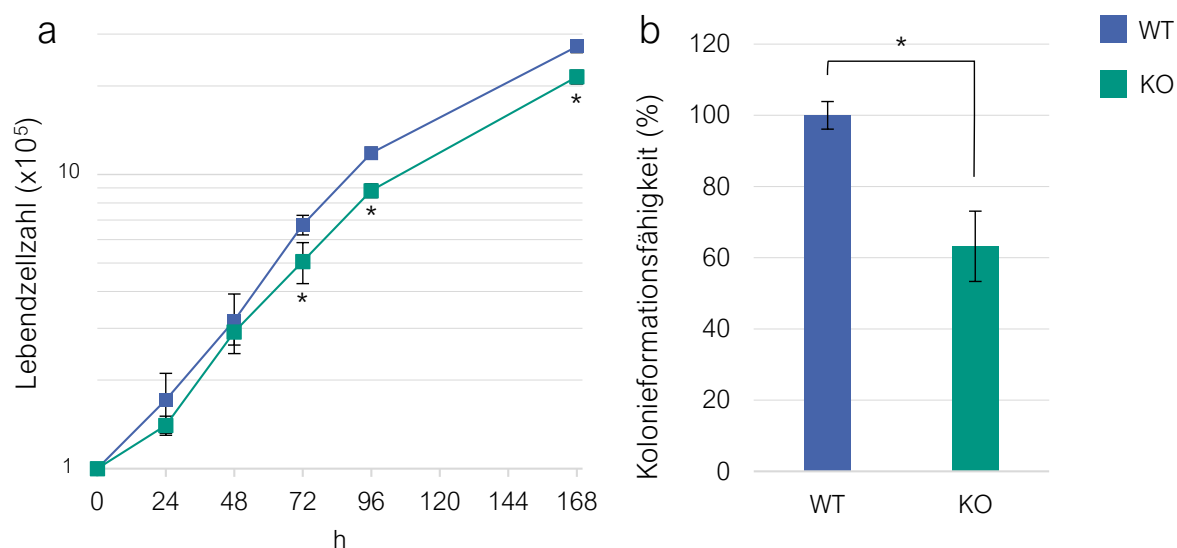 a
Lebendzellzahl (x10⁵)
10
1
*
*
*
0 24 48 72 96 120 144 168
h
b
Kolonieformationsfähigkeit (%)
120
100
80
60
40
20
0
*
WT KO
WT
KO